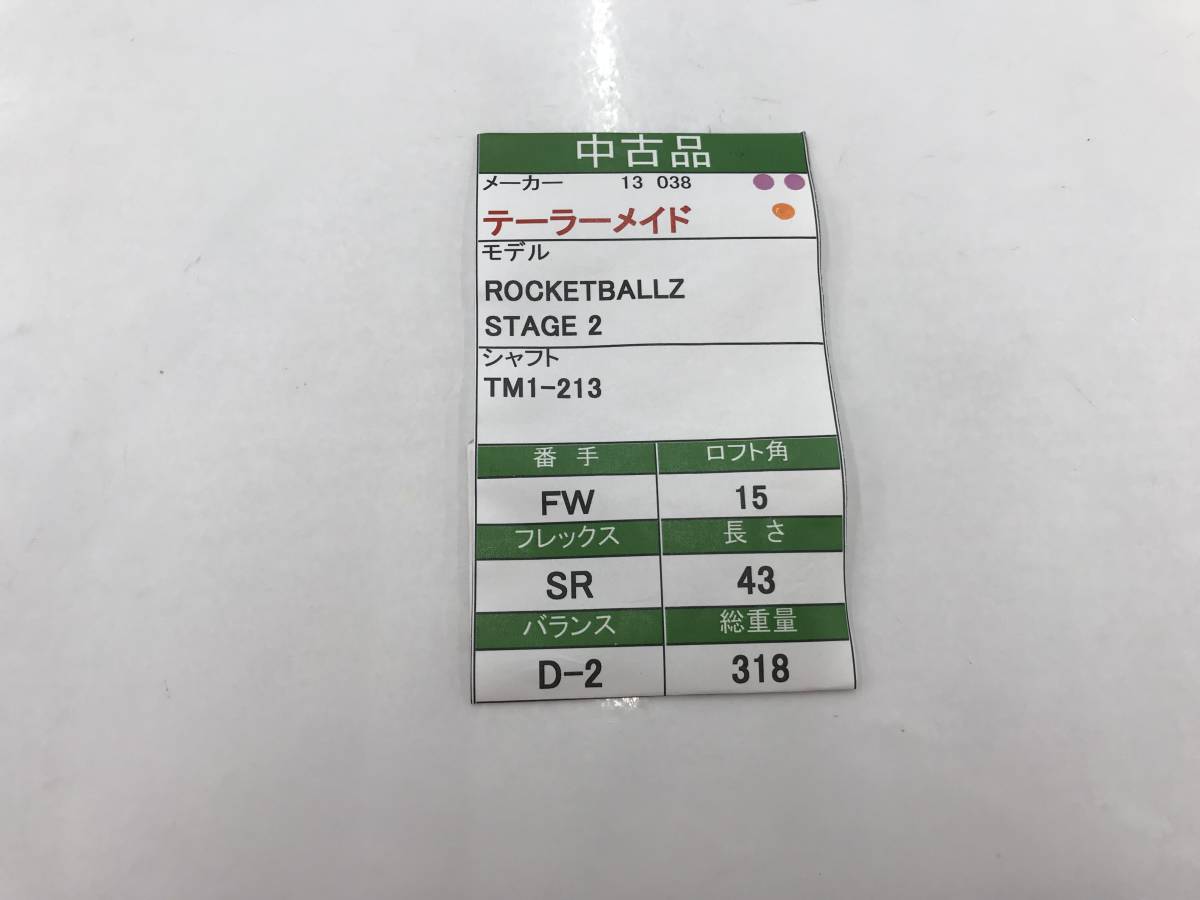 中古品
メーカー 13 038
テーラーメイド
モデル
ROCKETBALLZ
STAGE 2
シャフト
TM1-213
番手 ロフト角
FW 15
フレックス 長さ
SR 43
バランス 総重量
D-2 318